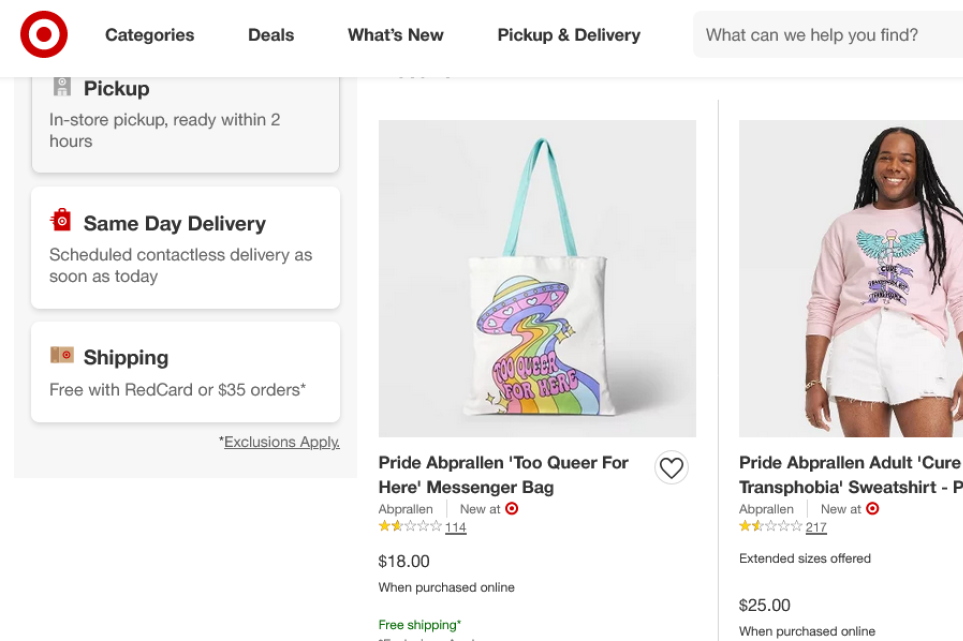 Categories
Deals
What's New
Pickup & Delivery
What can we help you find?
Pickup
In-store pickup, ready within 2
hours
Same Day Delivery
Scheduled contactless delivery as
soon as today
Shipping
Free with RedCard or $35 orders*
*Exclusions Apply.
TOO QUEER
FOR HERE
Pride Abprallen 'Too Queer For
Here' Messenger Bag
Abprallen
New at
114
$18.00
When purchased online
Free shipping*
CURE
TRANSPHOBIA
Pride Abprallen Adult 'Cure
Transphobia' Sweatshirt - P
Abprallen
New at
217
Extended sizes offered
$25.00
When purchased online